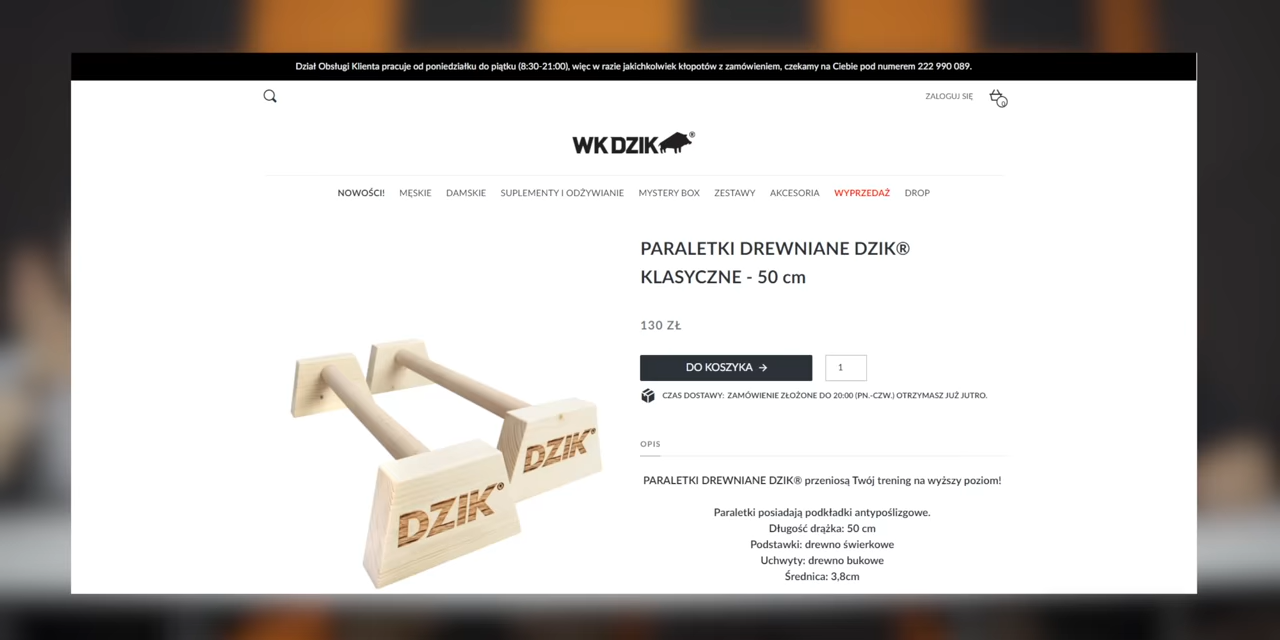 Dział Obsługi Klienta pracuje od poniedziałku do piątku (8:30-21:00), więc w razie jakichkolwiek kłopotów z zamówieniem, czekamy na Ciebie pod numerem 222 990 089.
ZALOGUJ SIĘ
0
WK DZIK®
NOWOŚCI! MĘSKIE DAMSKIE SUPLEMENTY I ODŻYWIANIE MYSTERY BOX ZESTAWY AKCESORIA WYPRZEDAŻ DROP
PARALETKI DREWNIANE DZIK®
KLASYCZNE - 50 cm
130 ZŁ
DO KOSZYKA → 1
CZAS DOSTAWY: ZAMÓWIENIE ZŁOŻONE DO 20:00 (PN.-CZW.) OTRZYMASZ JUŻ JUTRO.
DZIK®
DZIK®
OPIS
PARALETKI DREWNIANE DZIK® przeniosą Twój trening na wyższy poziom!
Paraletki posiadają podkładki antypoślizgowe.
Długość drążka: 50 cm
Podstawki: drewno świerkowe
Uchwyty: drewno bukowe
Średnica: 3,8cm